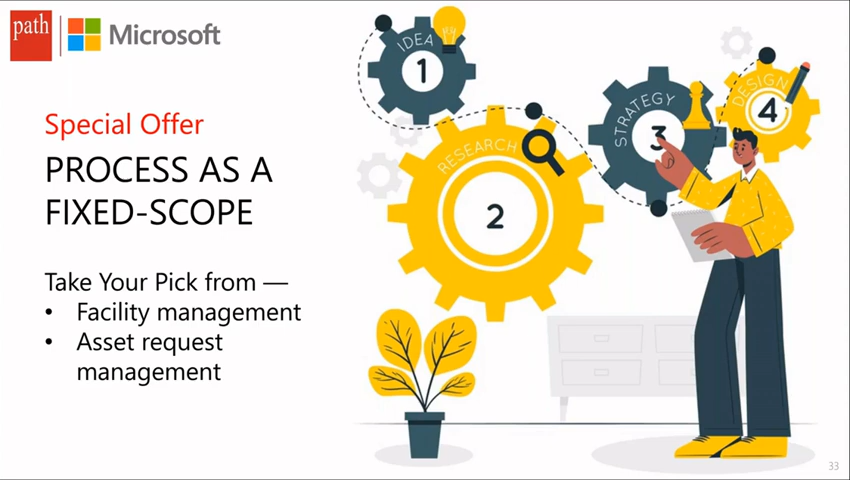 path
Microsoft
Special Offer
PROCESS AS A
FIXED-SCOPE
Take Your Pick from —
• Facility management
• Asset request
management
IDEA
1
RESEARCH
2
STRATEGY
3
DESIGN
4
33